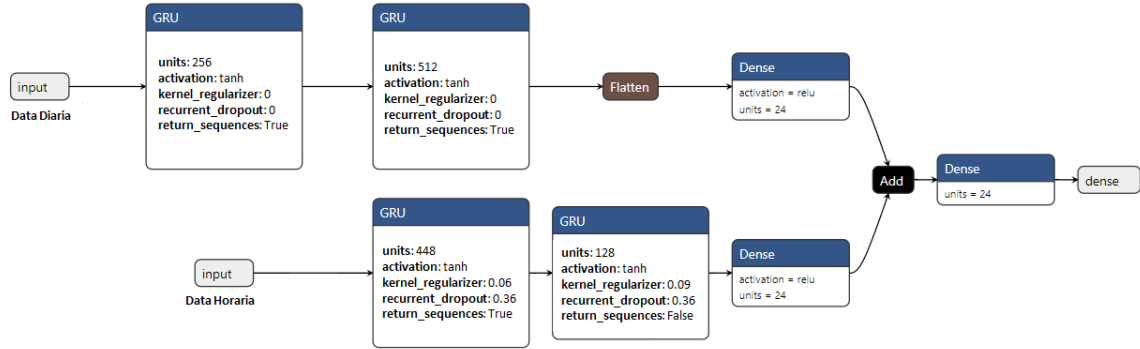 input
Data Diaria
GRU
units: 256
activation: tanh
kernel_regularizer: 0
recurrent_dropout: 0
return_sequences: True
GRU
units: 512
activation: tanh
kernel_regularizer: 0
recurrent_dropout: 0
return_sequences: True
Flatten
Dense
activation = relu
units = 24
input
Data Horaria
GRU
units: 448
activation: tanh
kernel_regularizer: 0.06
recurrent_dropout: 0.36
return_sequences: True
GRU
units: 128
activation: tanh
kernel_regularizer: 0.09
recurrent_dropout: 0.36
return_sequences: False
Dense
activation = relu
units = 24
Add
Dense
units = 24
dense